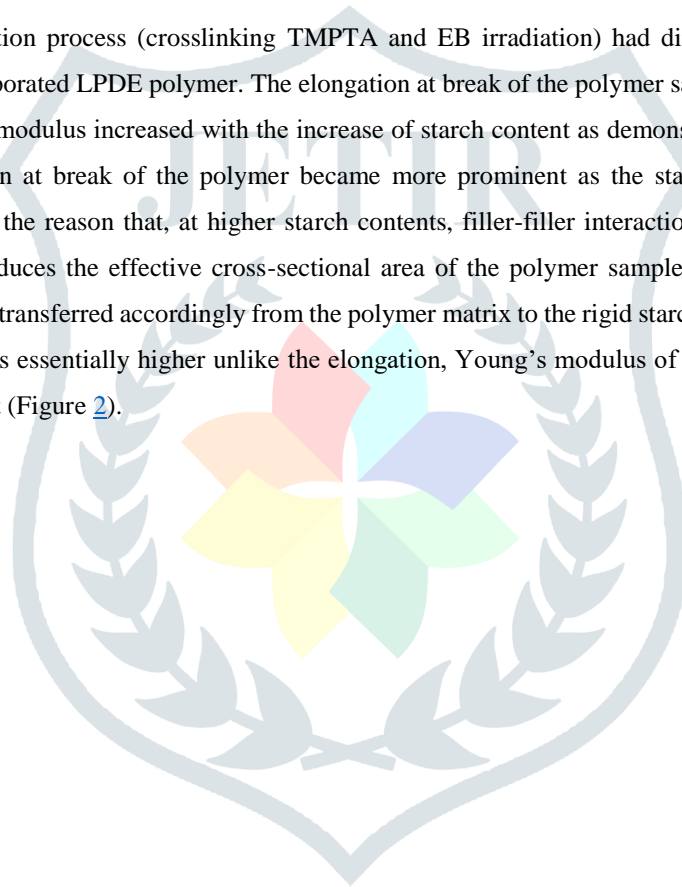 tion process (crosslinking TMPTA and EB irradiation) had di
porated LPDE polymer. The elongation at break of the polymer sa
modulus increased with the increase of starch content as demons
n at break of the polymer became more prominent as the sta
the reason that, at higher starch contents, filler-filler interactio
duces the effective cross-sectional area of the polymer sample
transferred accordingly from the polymer matrix to the rigid starc
s essentially higher unlike the elongation, Young’s modulus of
(Figure 2).
JETIR